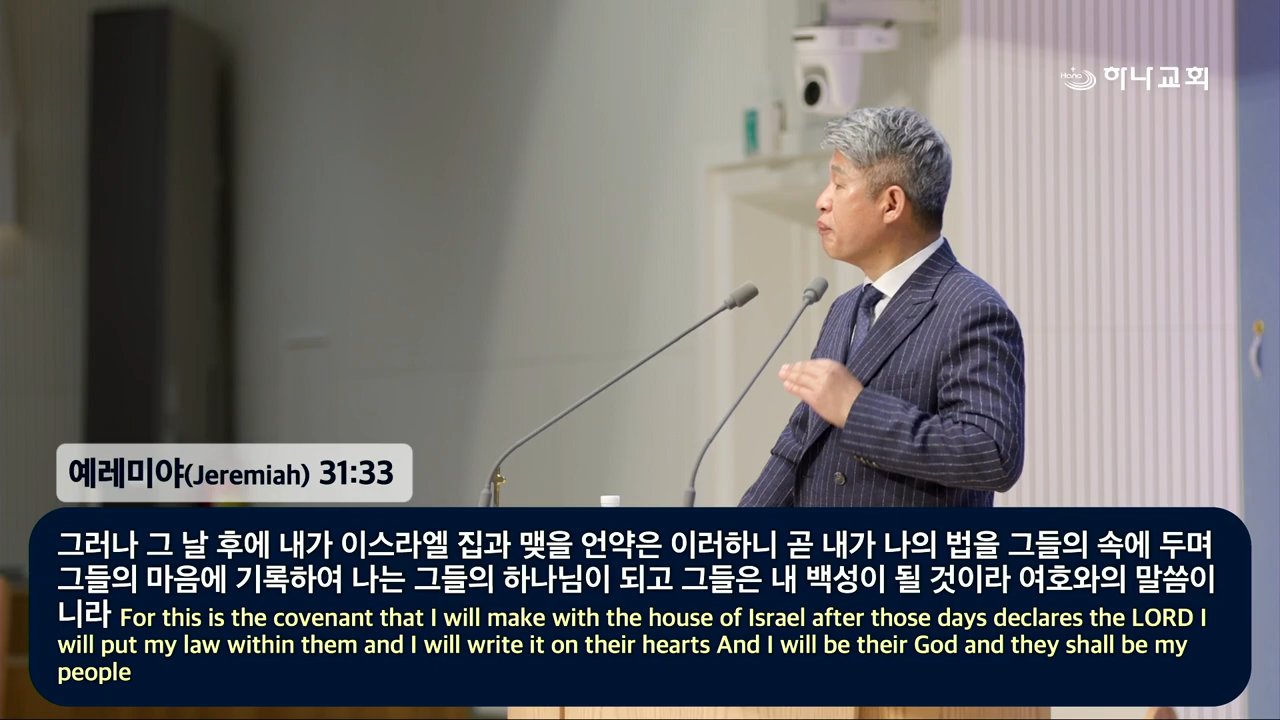 Hana 하나교회
예레미야(Jeremiah) 31:33
그러나 그 날 후에 내가 이스라엘 집과 맺을 언약은 이러하니 곧 내가 나의 법을 그들의 속에 두며
그들의 마음에 기록하여 나는 그들의 하나님이 되고 그들은 내 백성이 될 것이라 여호와의 말씀이
니라 For this is the covenant that I will make with the house of Israel after those days declares the LORD I
will put my law within them and I will write it on their hearts And I will be their God and they shall be my
people